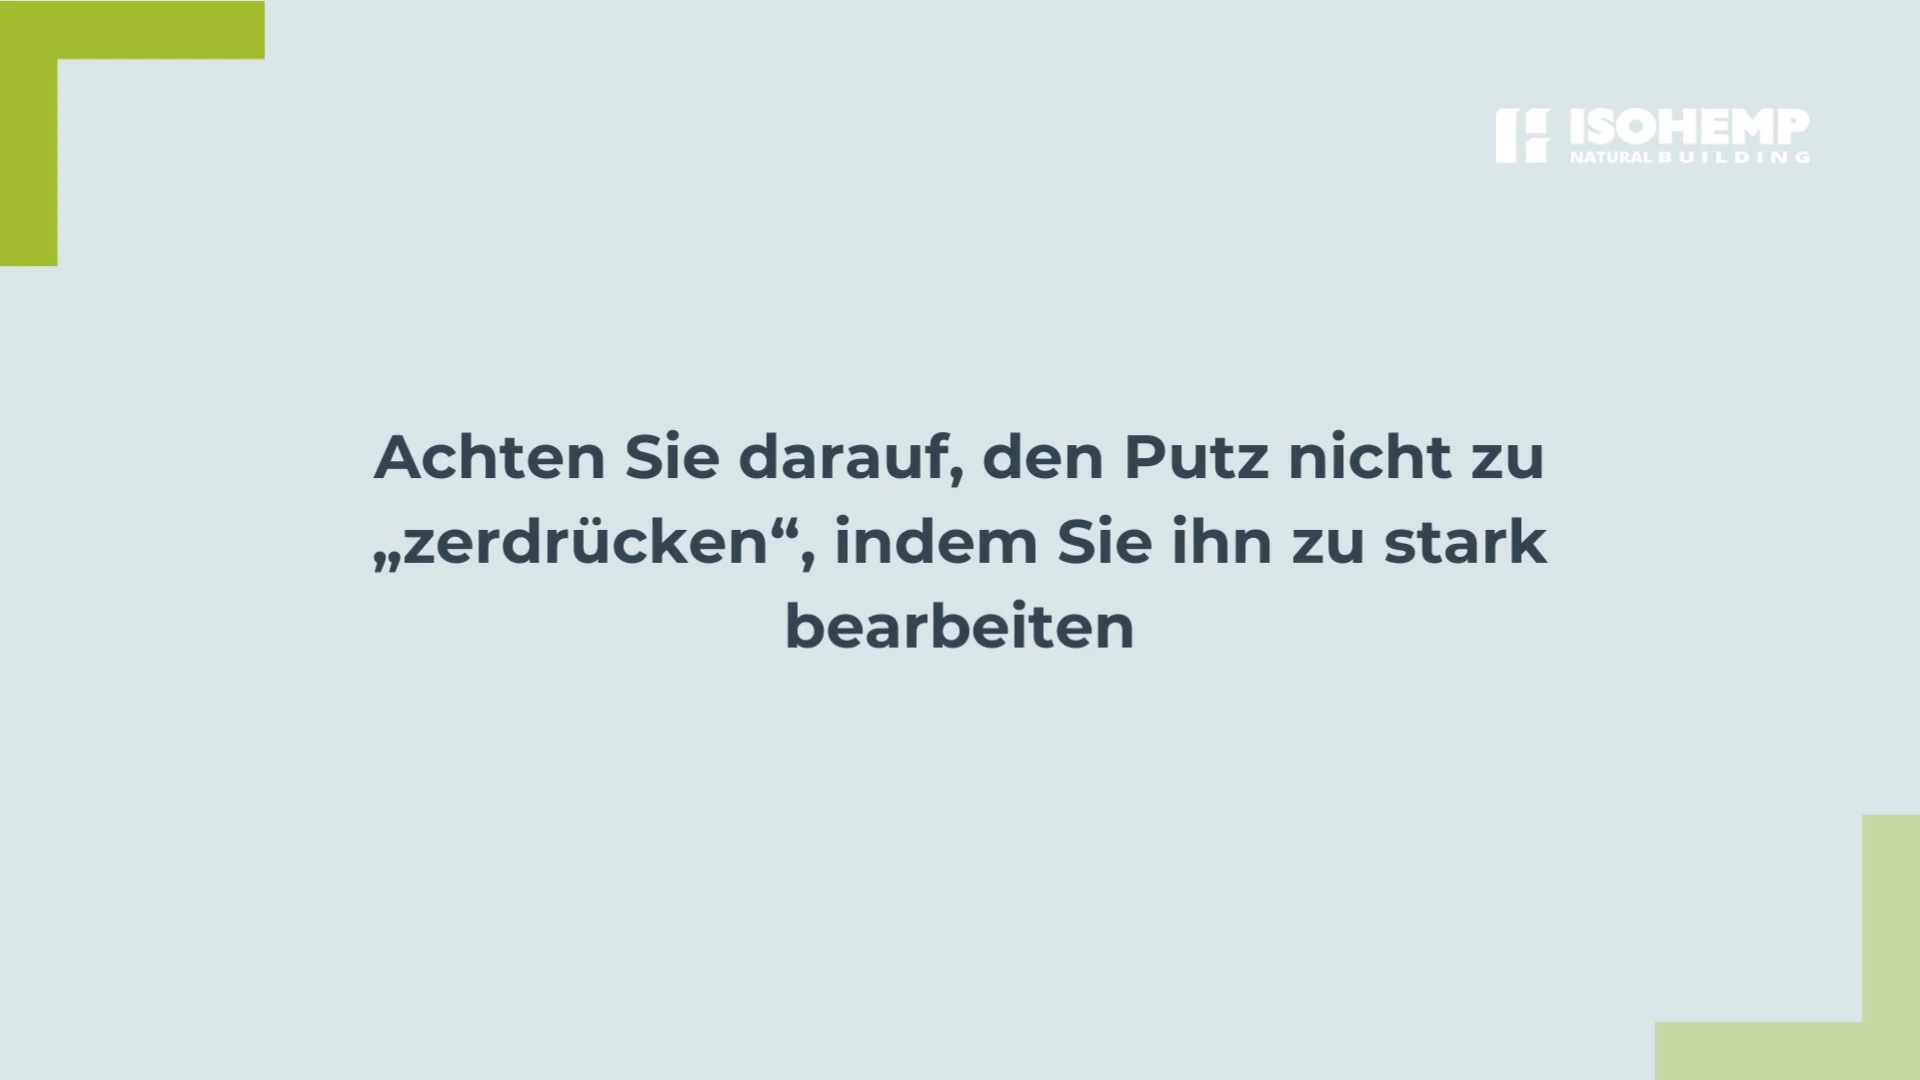 ISOHEMP
NATURAL BUILDING
Achten Sie darauf, den Putz nicht zu
„zerdrücken“, indem Sie ihn zu stark
bearbeiten